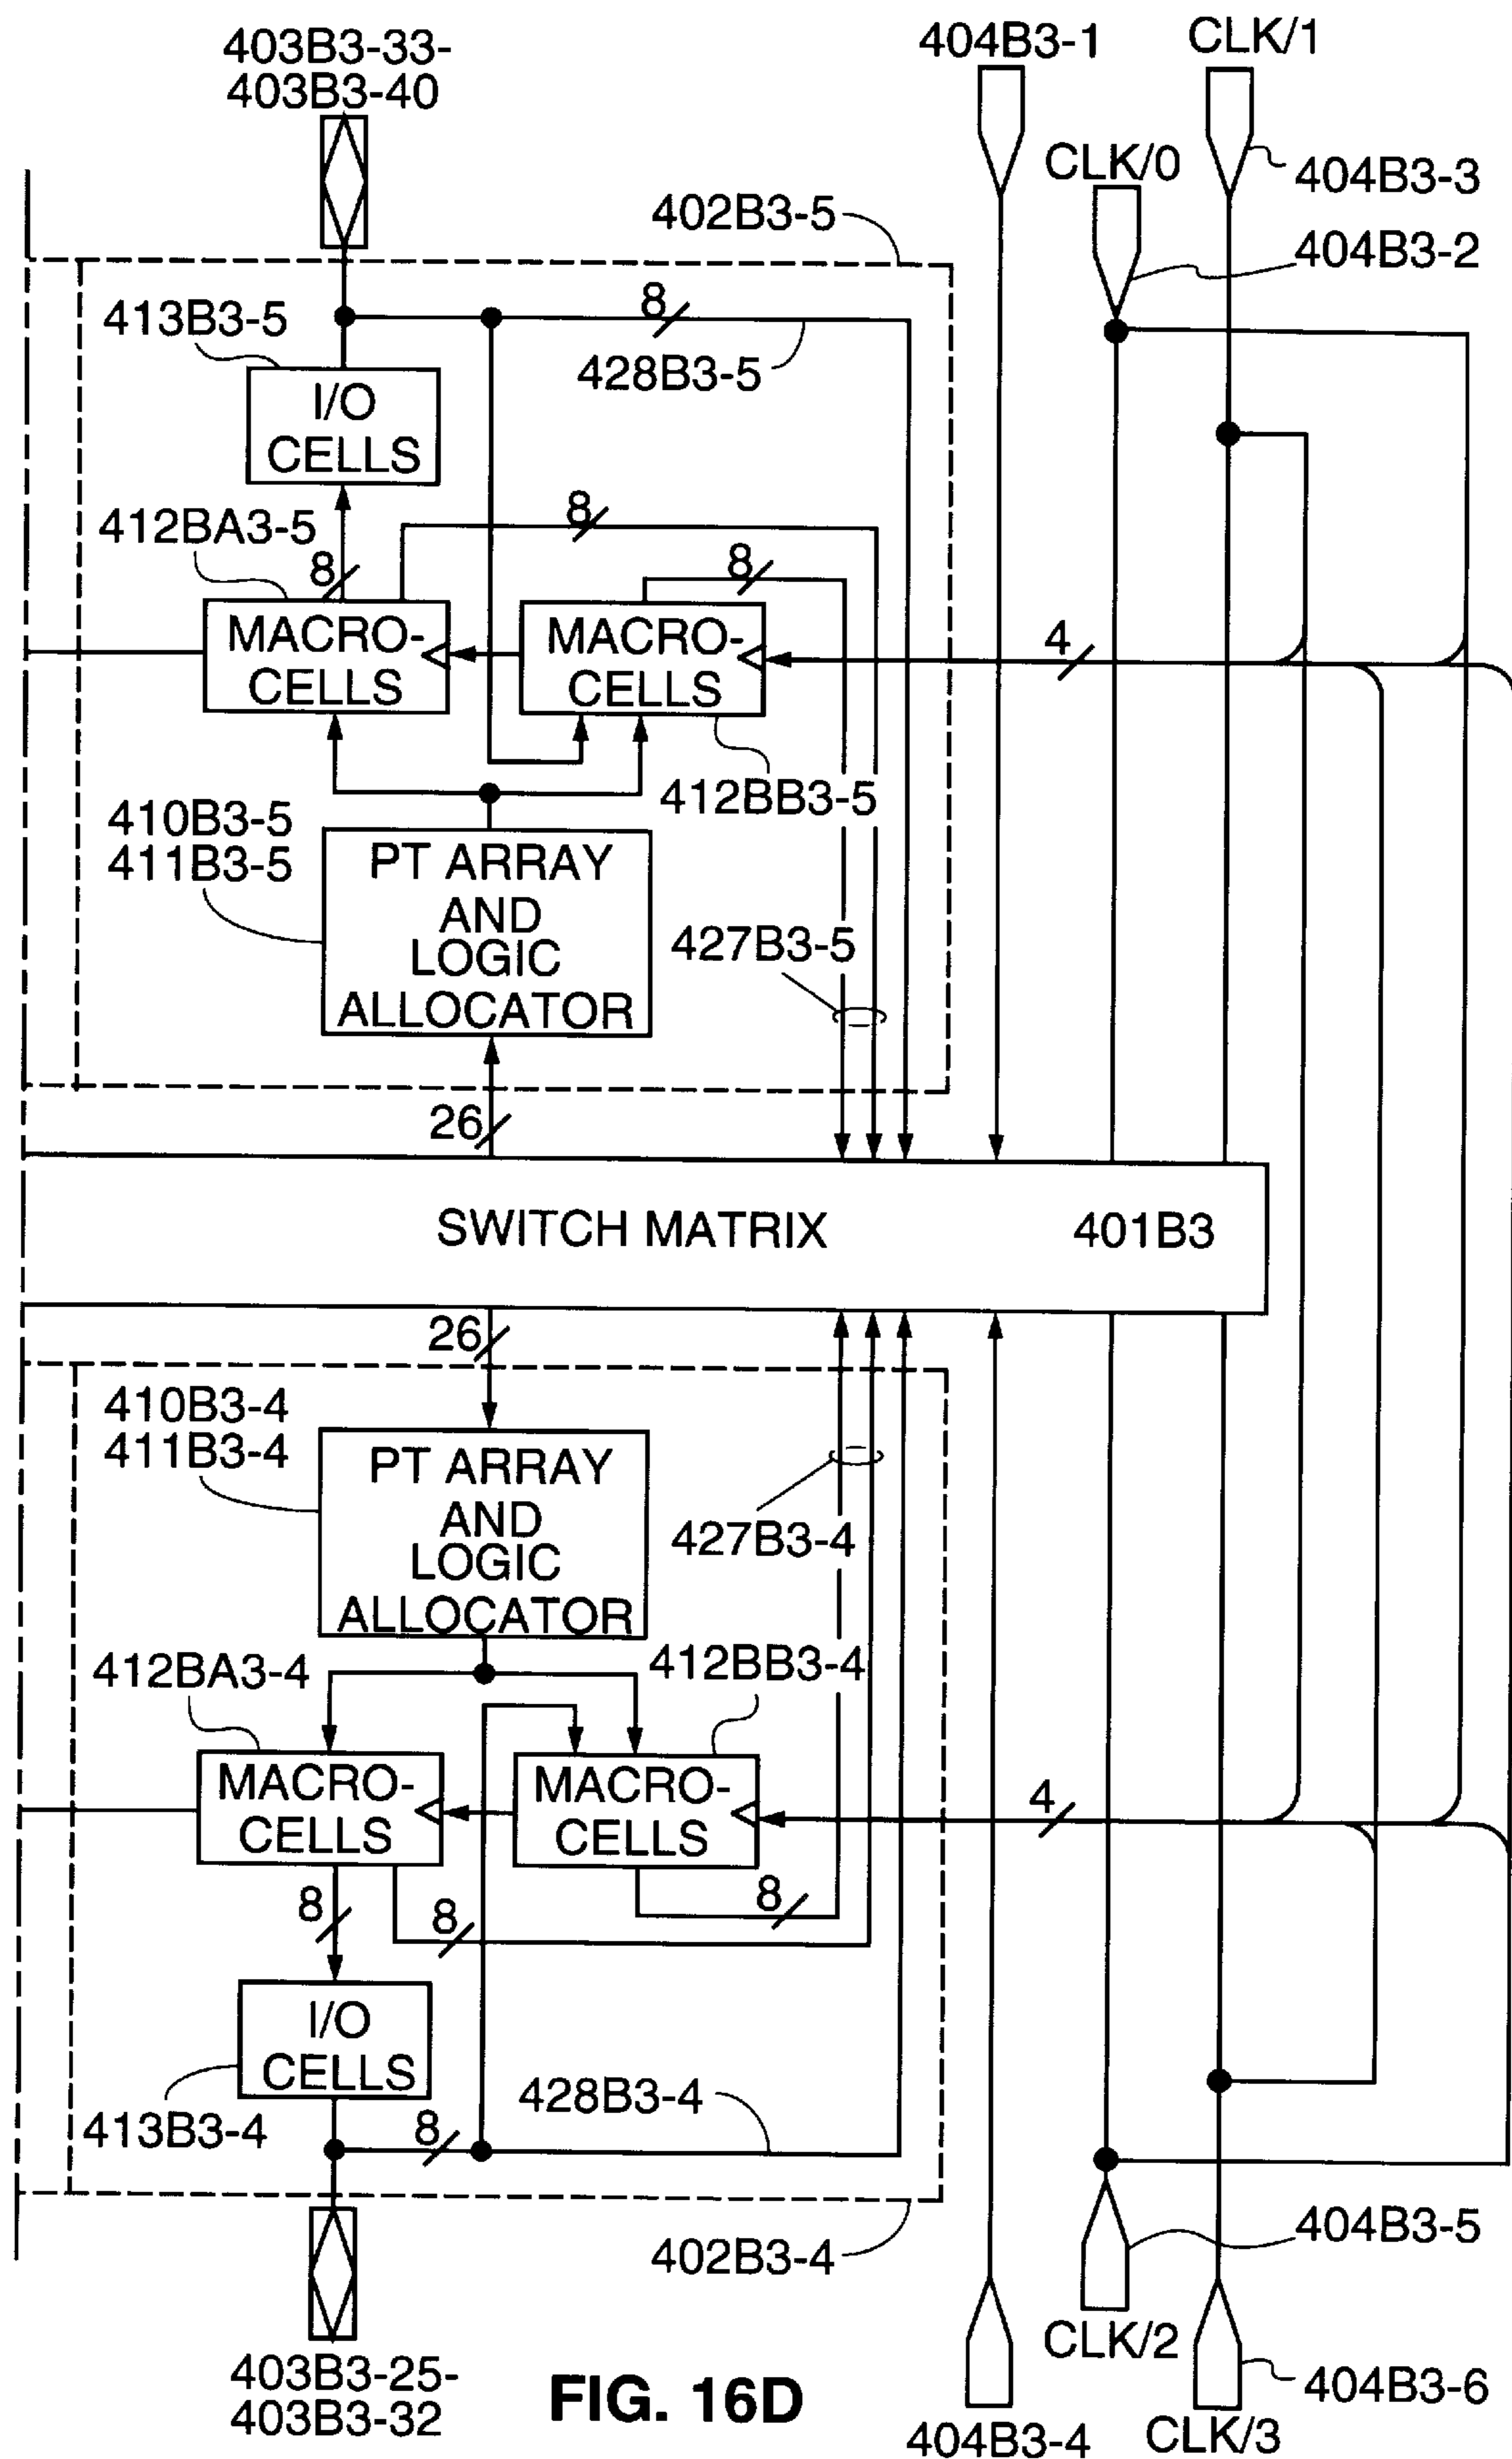 403B3-33-
403B3-40
404B3-1
CLK/1
CLK/0
404B3-3
402B3-5
404B3-2
413B3-5
8
428B3-5
I/O
CELLS
412BA3-5
8
8
8
MACRO-
CELLS
MACRO-
CELLS
4
412BB3-5
410B3-5
411B3-5
PT ARRAY
AND
LOGIC
ALLOCATOR
427B3-5
26
SWITCH MATRIX
401B3
26
410B3-4
411B3-4
PT ARRAY
AND
LOGIC
ALLOCATOR
427B3-4
412BA3-4
412BB3-4
MACRO-
CELLS
MACRO-
CELLS
4
8
8
8
I/O
CELLS
428B3-4
413B3-4
8
404B3-5
402B3-4
CLK/2
403B3-25-
403B3-32
FIG. 16D
404B3-6
404B3-4
CLK/3